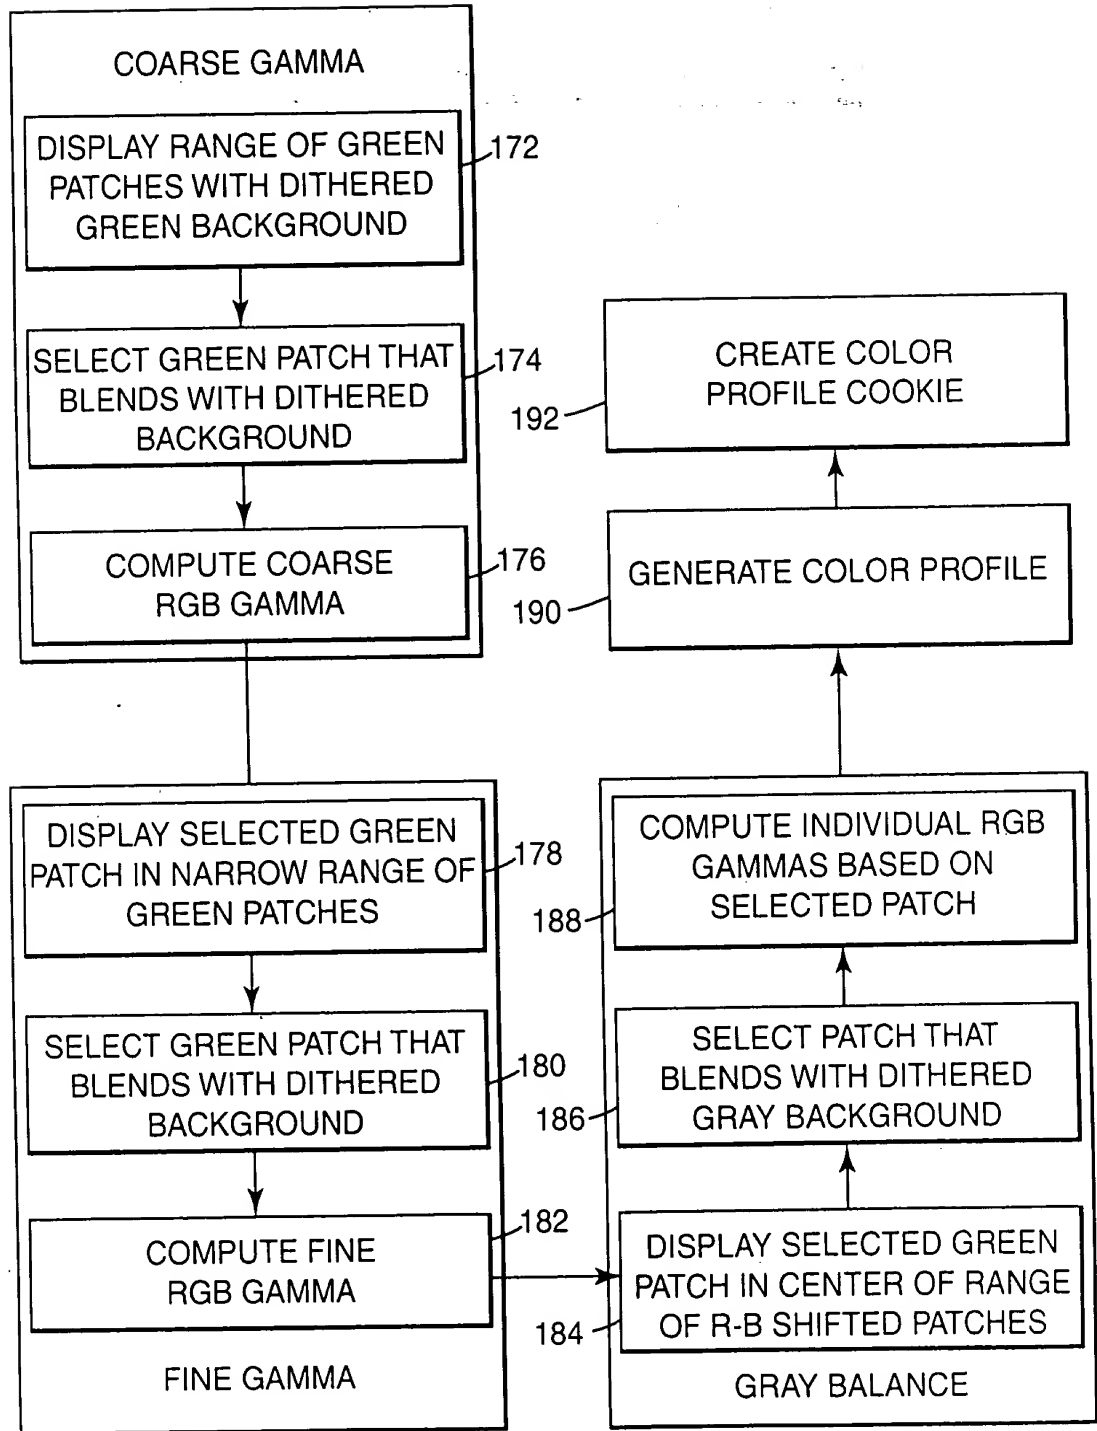 COARSE GAMMA
DISPLAY RANGE OF GREEN
PATCHES WITH DITHERED
GREEN BACKGROUND
172
SELECT GREEN PATCH THAT
BLENDS WITH DITHERED
BACKGROUND
174
COMPUTE COARSE
RGB GAMMA
176
DISPLAY SELECTED GREEN
PATCH IN NARROW RANGE OF
GREEN PATCHES
178
SELECT GREEN PATCH THAT
BLENDS WITH DITHERED
BACKGROUND
180
COMPUTE FINE
RGB GAMMA
182
FINE GAMMA
DISPLAY SELECTED GREEN
PATCH IN CENTER OF RANGE
OF R-B SHIFTED PATCHES
184
GRAY BALANCE
SELECT PATCH THAT
BLENDS WITH DITHERED
GRAY BACKGROUND
186
COMPUTE INDIVIDUAL RGB
GAMMAS BASED ON
SELECTED PATCH
188
GENERATE COLOR PROFILE
190
CREATE COLOR
PROFILE COOKIE
192